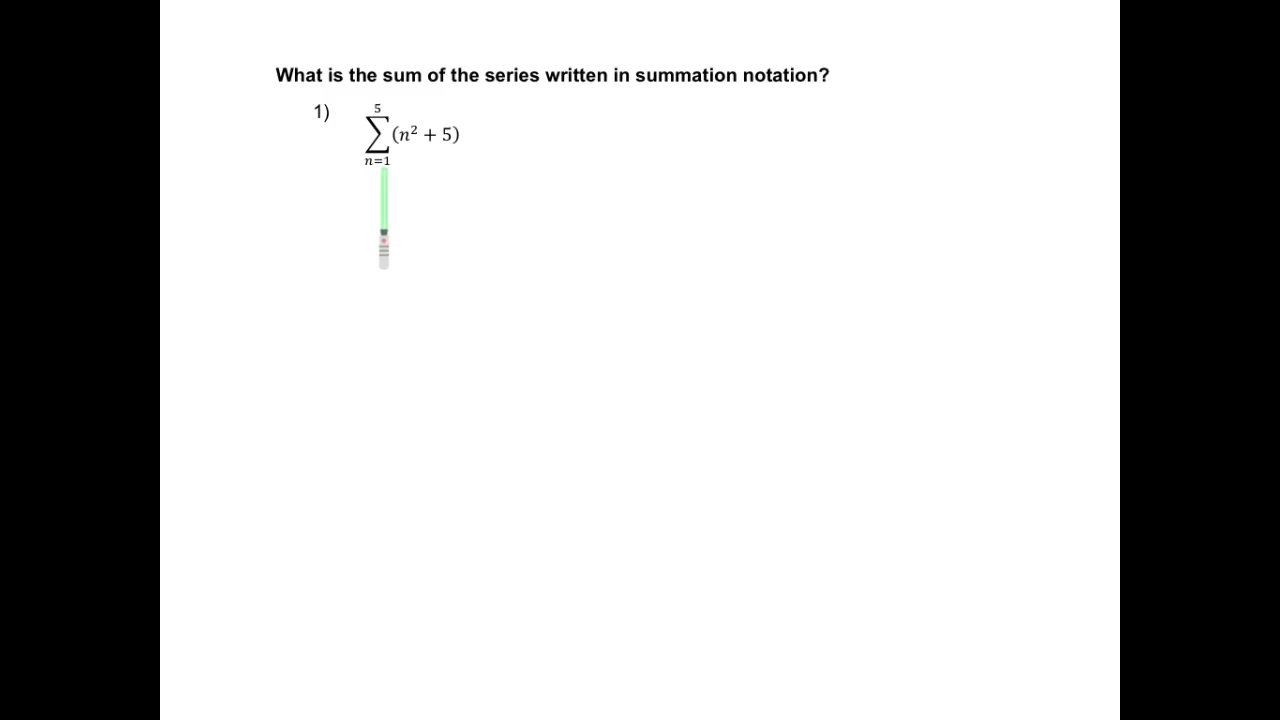 What is the sum of the series written in summation notation?
1)
5
∑(n² + 5)
n=1